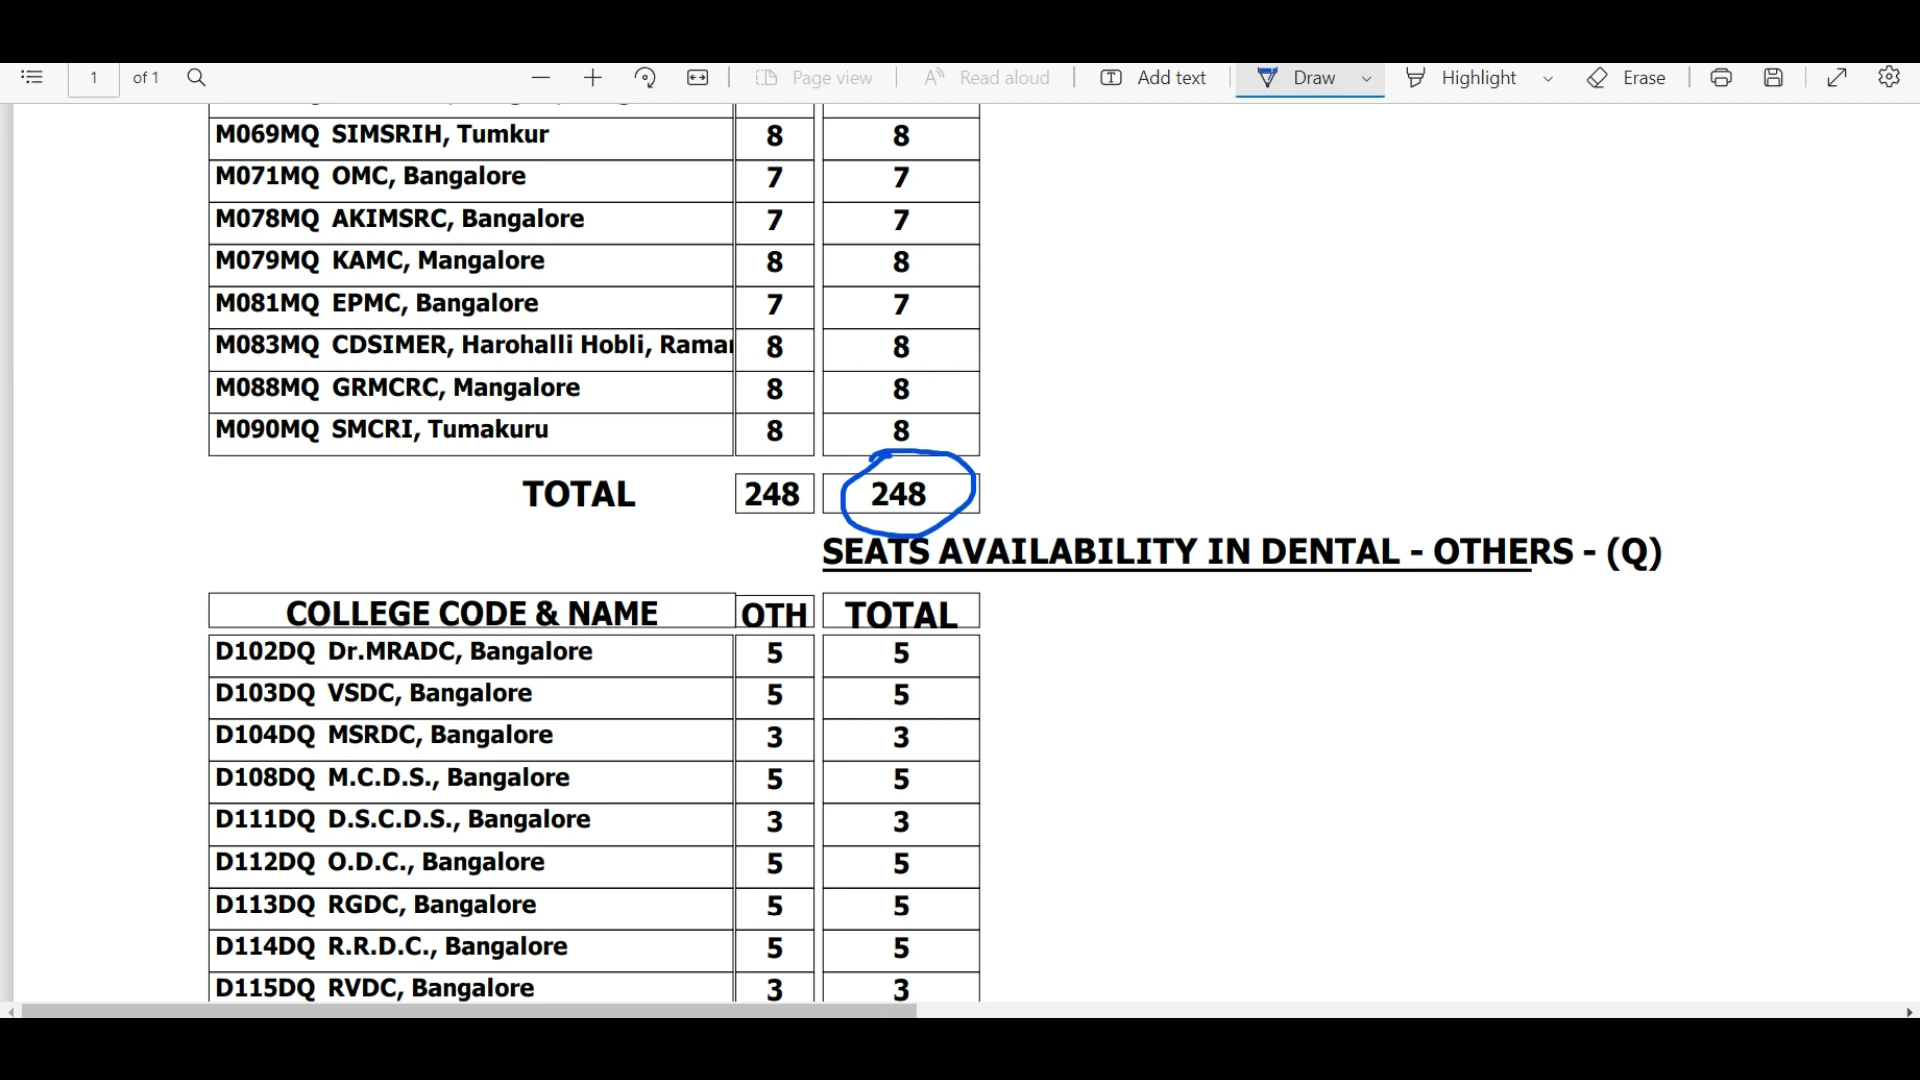 1 of 1 Page view Read aloud Add text Draw Highlight Erase
M069MQ SIMSRIH, Tumkur 8 8
M071MQ OMC, Bangalore 7 7
M078MQ AKIMSRC, Bangalore 7 7
M079MQ KAMC, Mangalore 8 8
M081MQ EPMC, Bangalore 7 7
M083MQ CDSIMER, Harohalli Hobli, 8 8
M088MQ GRMCRC, Mangalore 8 8
M090MQ SMCRI, Tumakuru 8 8
TOTAL 248 248
SEATS AVAILABILITY IN DENTAL - OTHERS - (Q)
COLLEGE CODE & NAME OTH TOTAL
D102DQ Dr.MRADC, Bangalore 5 5
D103DQ VSDC, Bangalore 5 5
D104DQ MSRDC, Bangalore 3 3
D108DQ M.C.D.S., Bangalore 5 5
D111DQ D.S.C.D.S., Bangalore 3 3
D112DQ O.D.C., Bangalore 5 5
D113DQ RGDC, Bangalore 5 5
D114DQ R.R.D.C., Bangalore 5 5
D115DQ RVDC, Bangalore 3 3